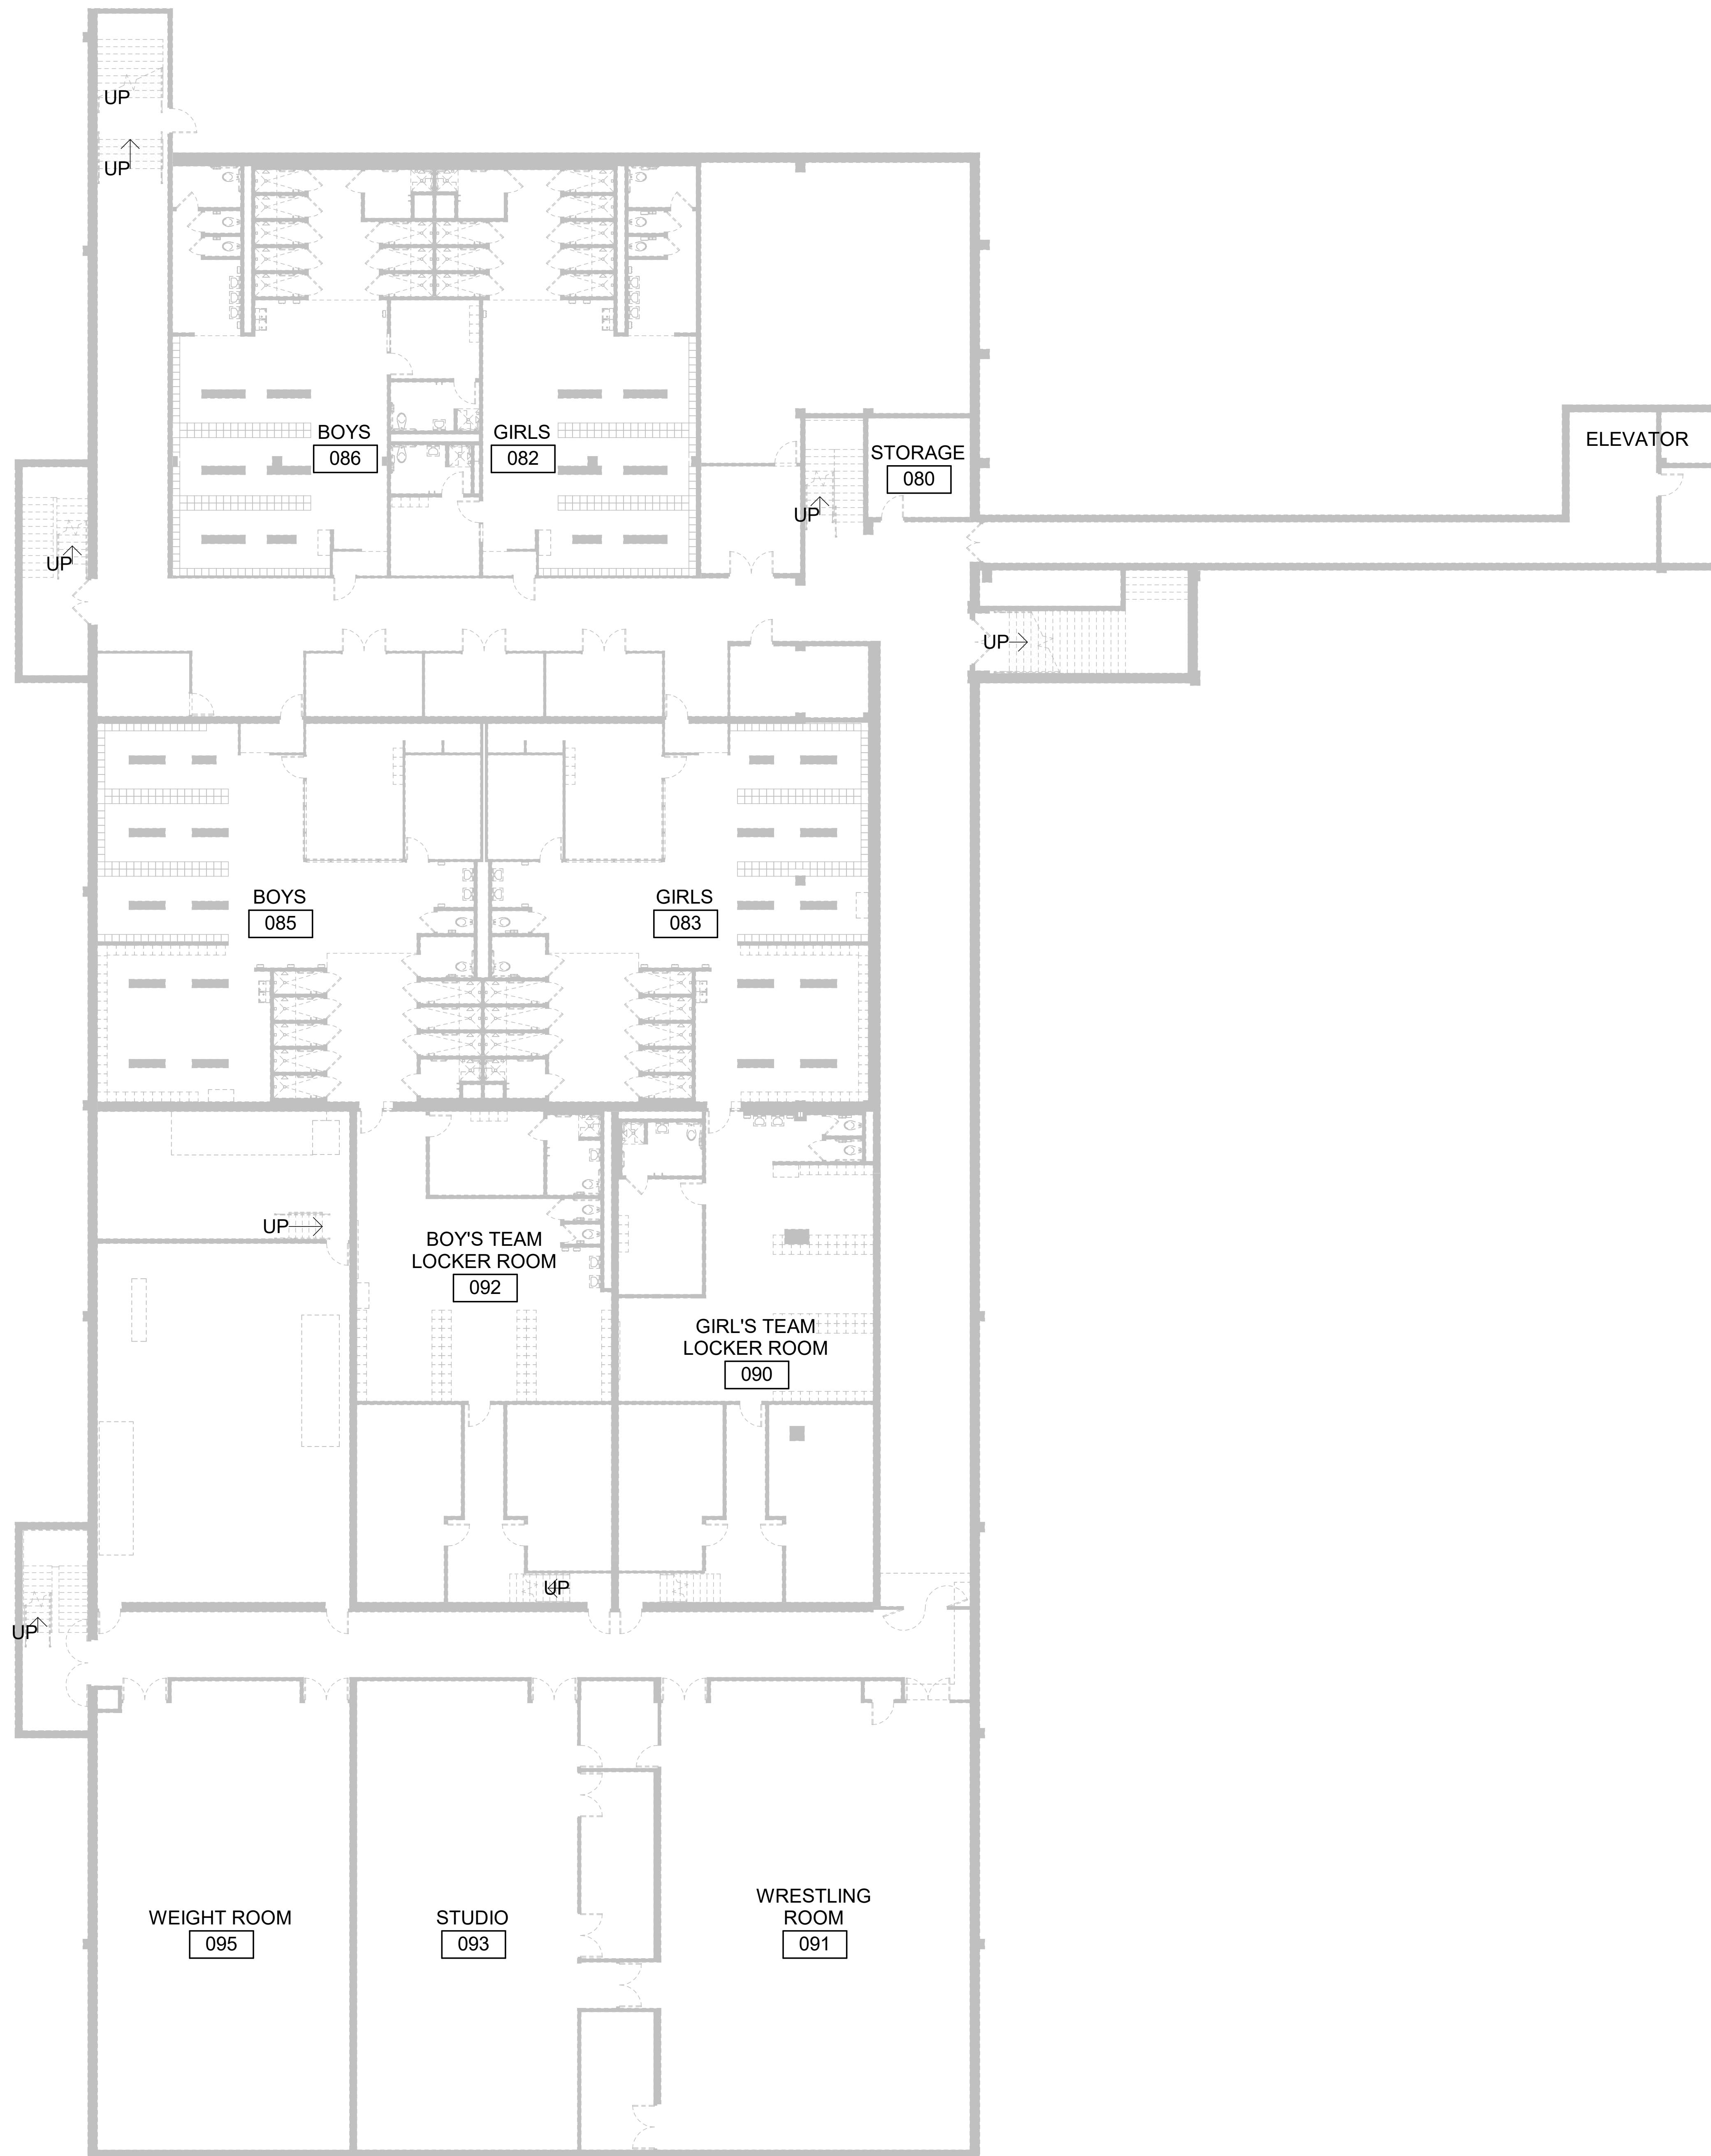 UP
UP
BOYS
086
GIRLS
082
STORAGE
080
ELEVATOR
UP
UP
UP
BOYS
085
GIRLS
083
UP
BOY'S TEAM
LOCKER ROOM
092
GIRL'S TEAM
LOCKER ROOM
090
UP
UP
WEIGHT ROOM
095
STUDIO
093
WRESTLING
ROOM
091